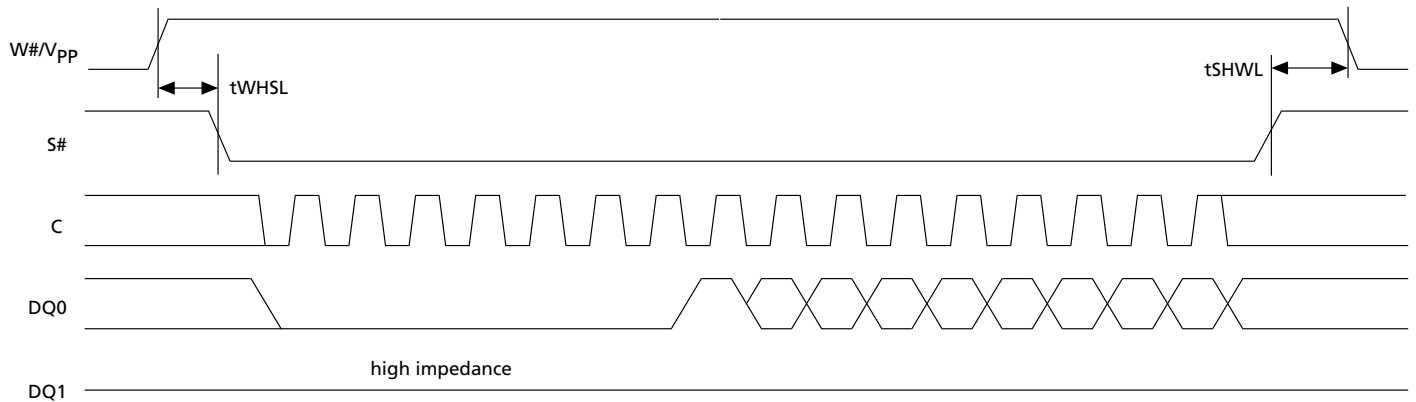 W#/VPP
tWHSL
tSHWL
S#
C
DQ0
high impedance
DQ1